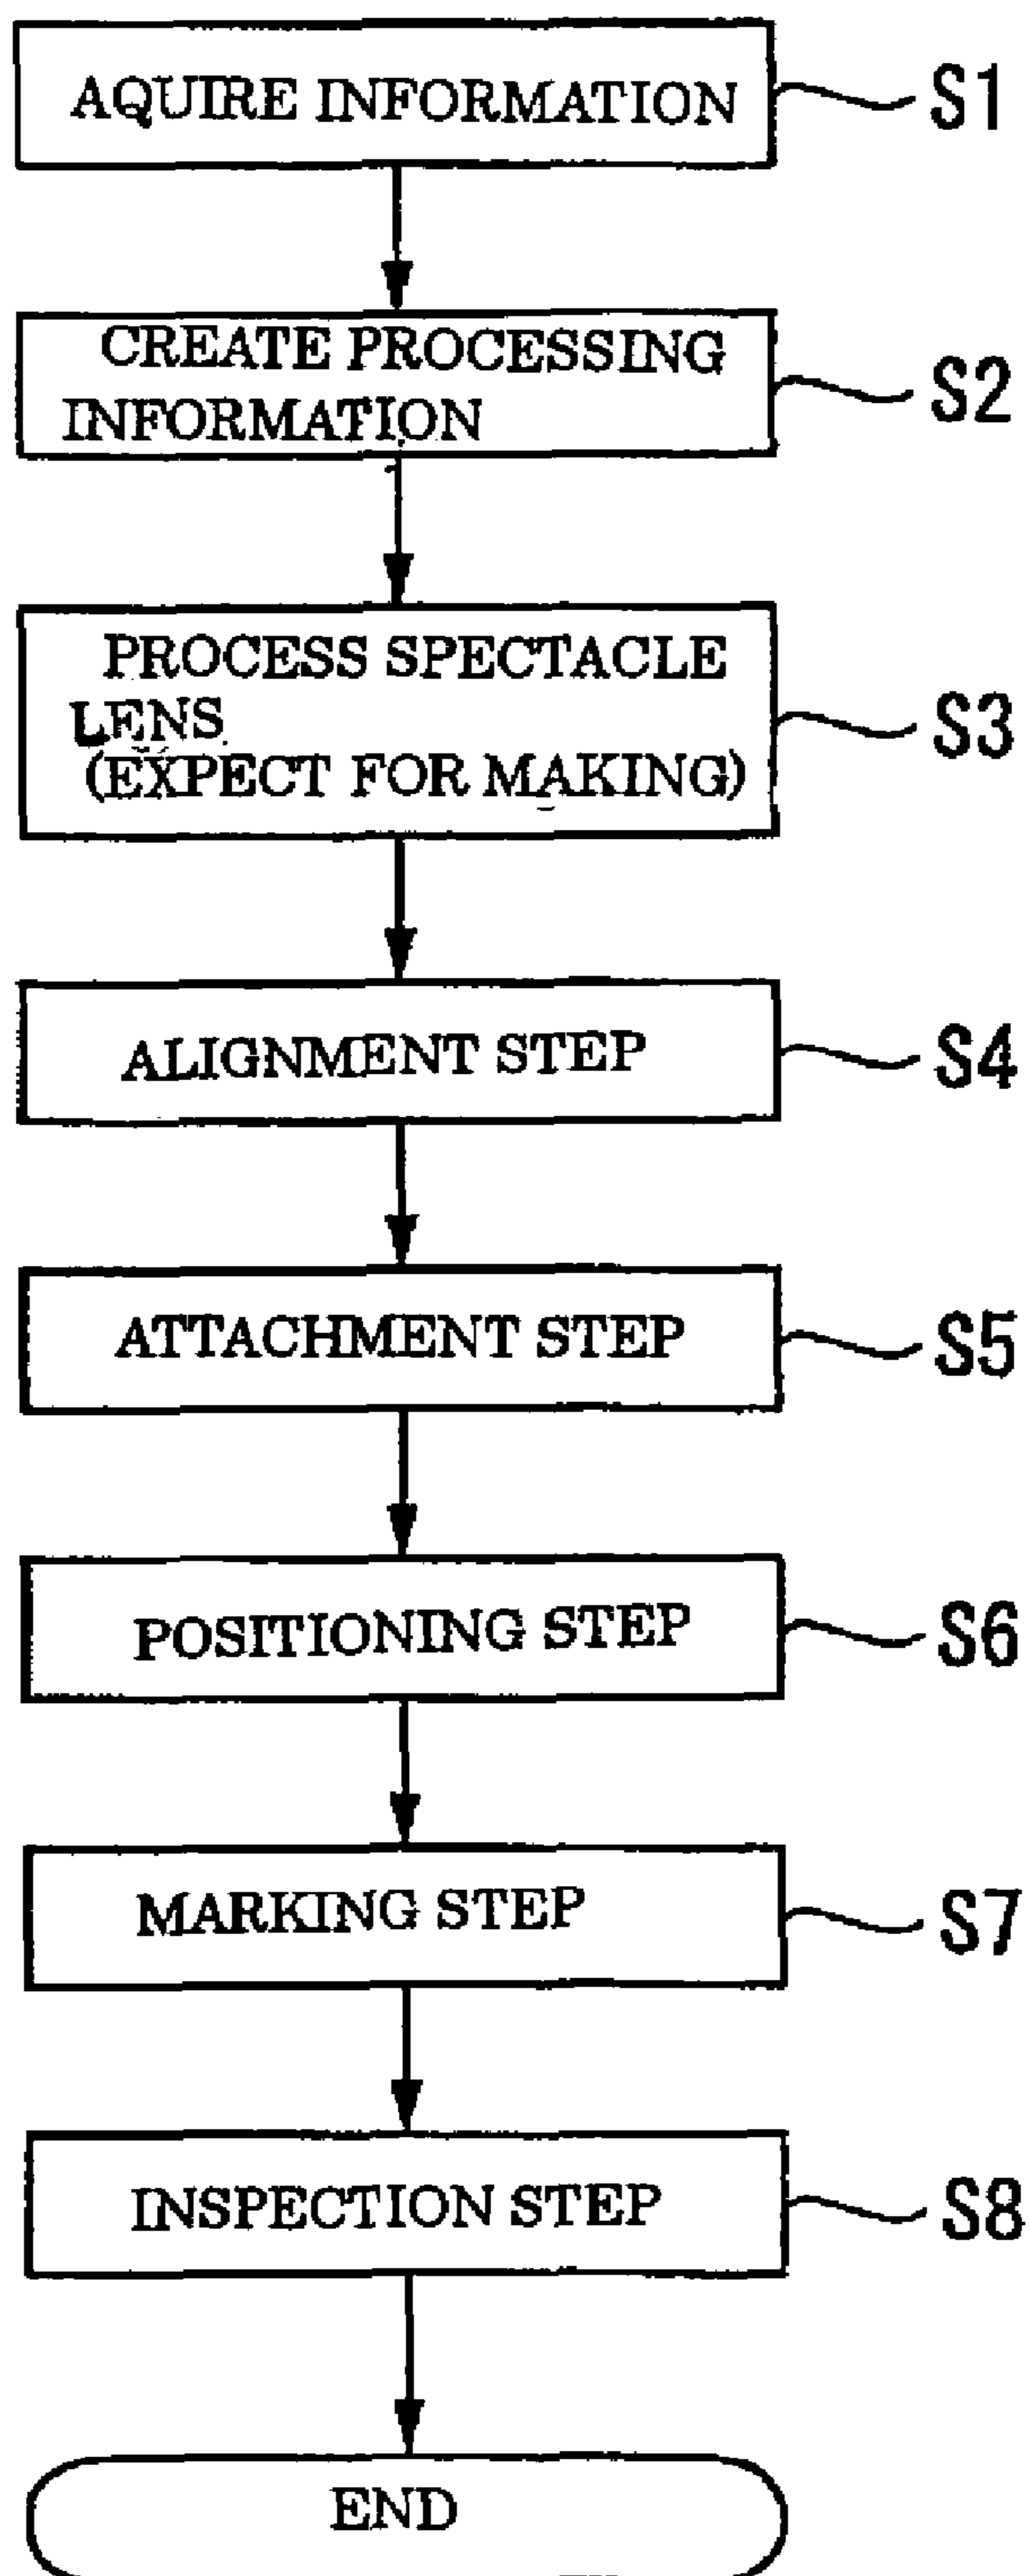 AQUIRE INFORMATION
S1
CREATE PROCESSING
INFORMATION
S2
PROCESS SPECTACLE
LENS
(EXPECT FOR MAKING)
S3
ALIGNMENT STEP
S4
ATTACHMENT STEP
S5
POSITIONING STEP
S6
MARKING STEP
S7
INSPECTION STEP
S8
END